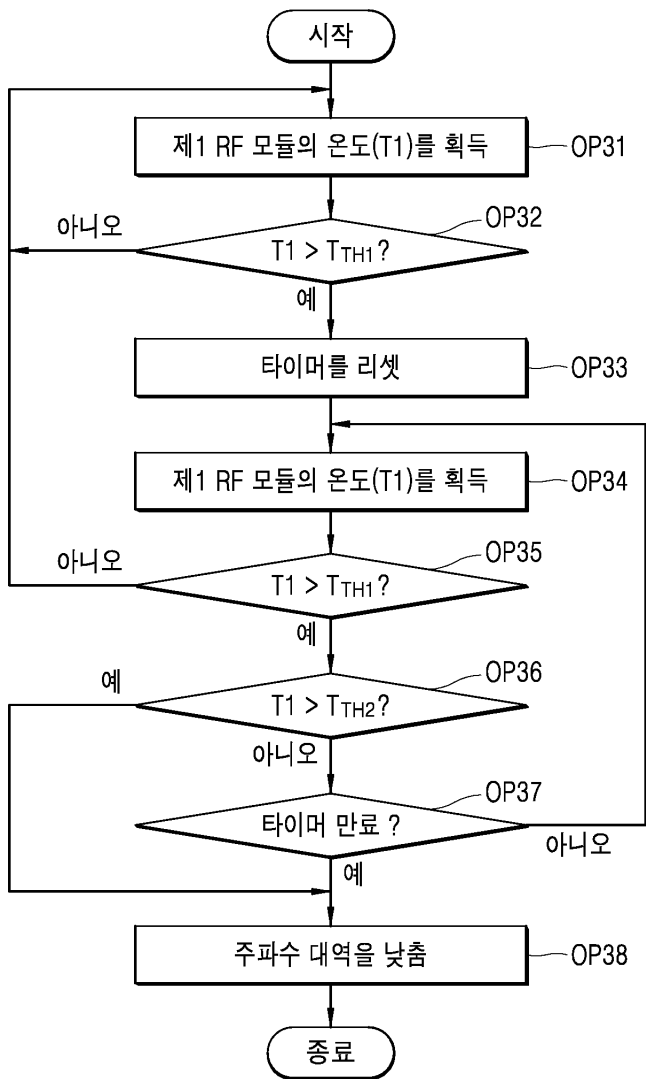 시작
제1 RF 모듈의 온도(T1)를 획득
OP31
아니오
OP32
T1 > TTH1?
예
타이머를 리셋
OP33
제1 RF 모듈의 온도(T1)를 획득
OP34
아니오
OP35
T1 > TTH1?
예
예
OP36
T1 > TTH2?
아니오
OP37
타이머 만료 ?
아니오
예
주파수 대역을 낮춤
OP38
종료